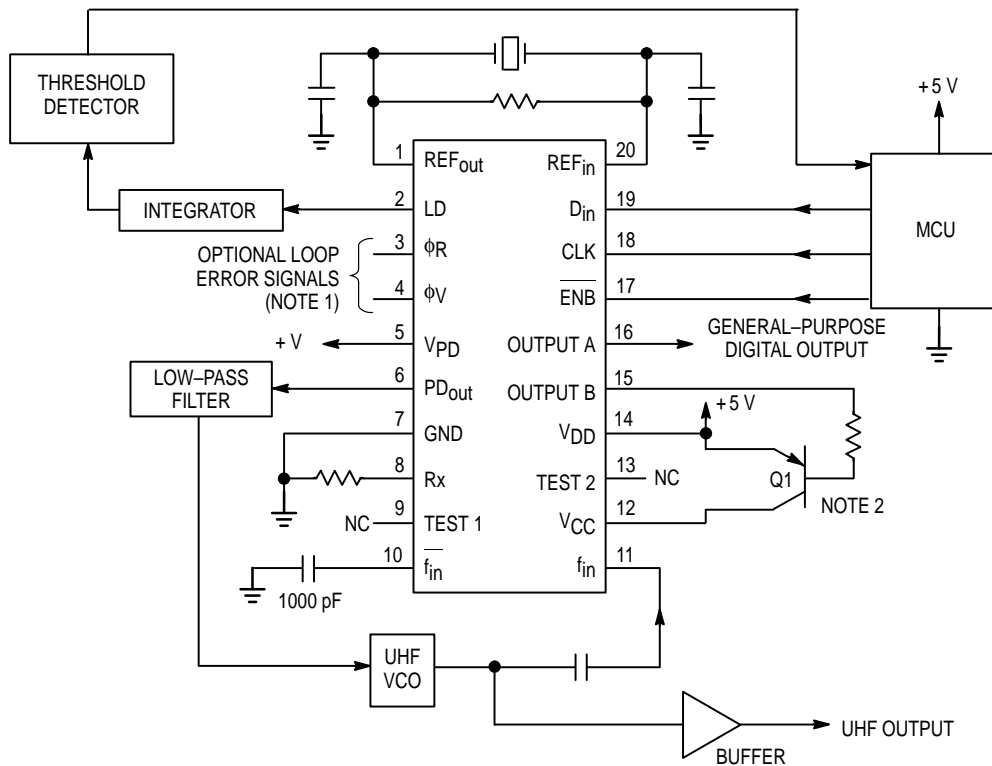 THRESHOLD
DETECTOR
+5 V
1
REFout
REFin
20
INTEGRATOR
2
LD
Din
19
MCU
OPTIONAL LOOP
ERROR SIGNALS
(NOTE 1)
3
ϕR
CLK
18
4
ϕV
ENB
17
GENERAL–PURPOSE
DIGITAL OUTPUT
+ V
5
VPD
OUTPUT A
16
LOW–PASS
FILTER
6
PDout
OUTPUT B
15
+5 V
7
GND
VDD
14
8
Rx
TEST 2
13
NC
Q1
NOTE 2
NC
9
TEST 1
VCC
12
10
fin
fin
11
1000 pF
UHF
VCO
BUFFER
UHF OUTPUT